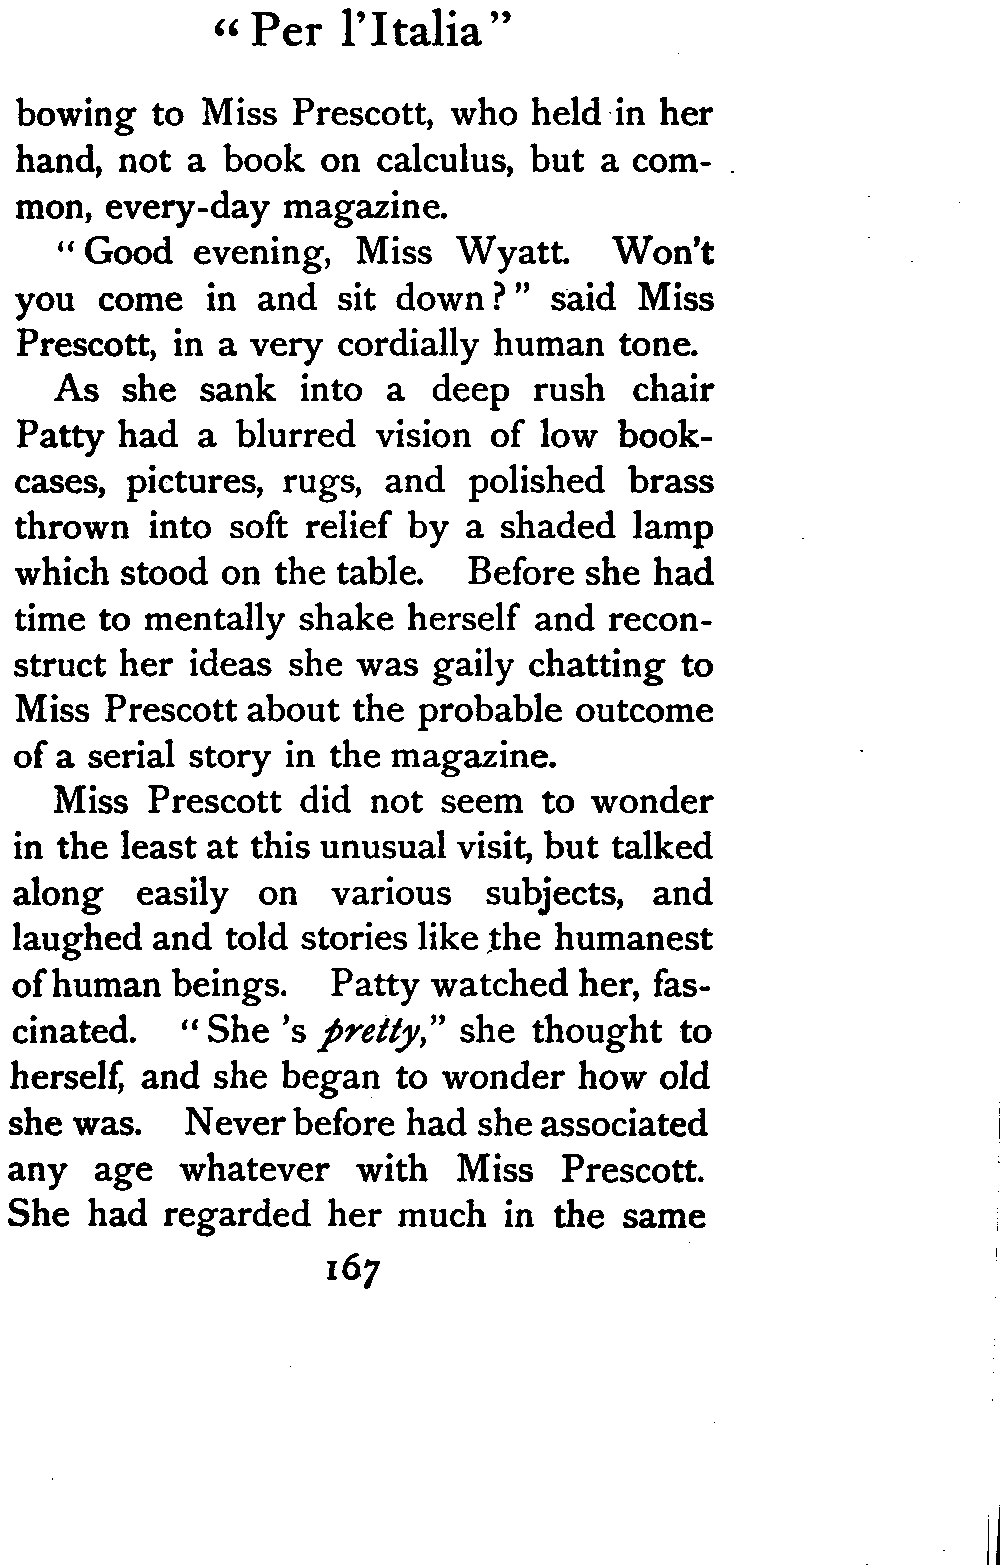 “Per l'Italia”
bowing to Miss Prescott, who held in her
hand, not a book on calculus, but a com-
mon, every-day magazine.
“Good evening, Miss Wyatt. Won't
you come in and sit down?” said Miss
Prescott, in a very cordially human tone.
As she sank into a deep rush chair
Patty had a blurred vision of low book-
cases, pictures, rugs, and polished brass
thrown into soft relief by a shaded lamp
which stood on the table. Before she had
time to mentally shake herself and recon-
struct her ideas she was gaily chatting to
Miss Prescott about the probable outcome
of a serial story in the magazine.
Miss Prescott did not seem to wonder
in the least at this unusual visit, but talked
along easily on various subjects, and
laughed and told stories like the humanest
of human beings. Patty watched her, fas-
cinated. “She 's pretty,” she thought to
herself, and she began to wonder how old
she was. Never before had she associated
any age whatever with Miss Prescott.
She had regarded her much in the same
167